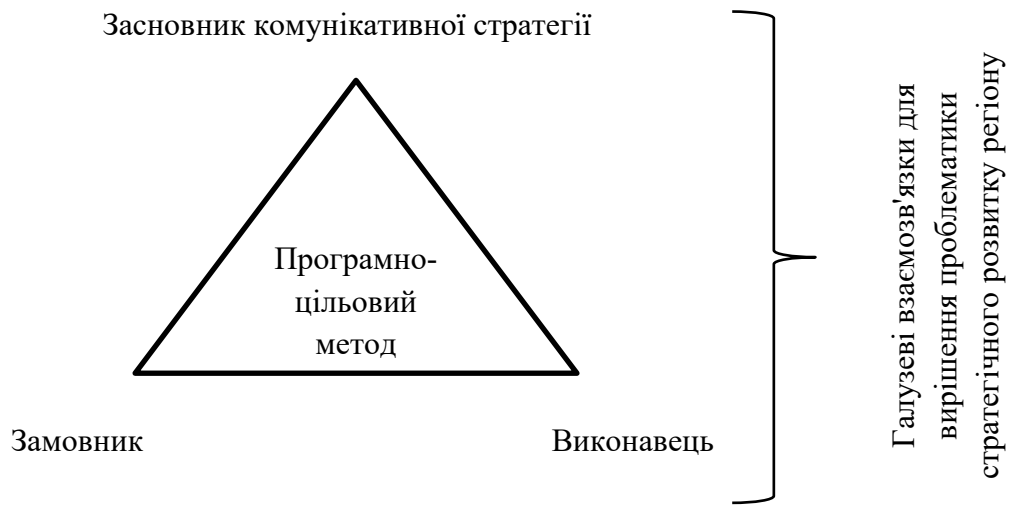 Засновник комунікативної стратегії
Програмно-
цільовий
метод
Замовник
Виконавець
Галузеві взаємозв'язки для
вирішення проблематики
стратегічного розвитку регіону